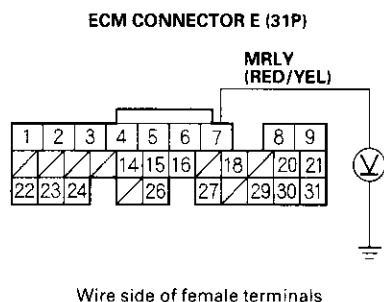 ECM CONNECTOR E (31P)
MRLY
(RED/YEL)
1 2 3 4 5 6 7 8 9
14 15 16 18 20 21
22 23 24 26 27 29 30 31
V
Wire side of female terminals